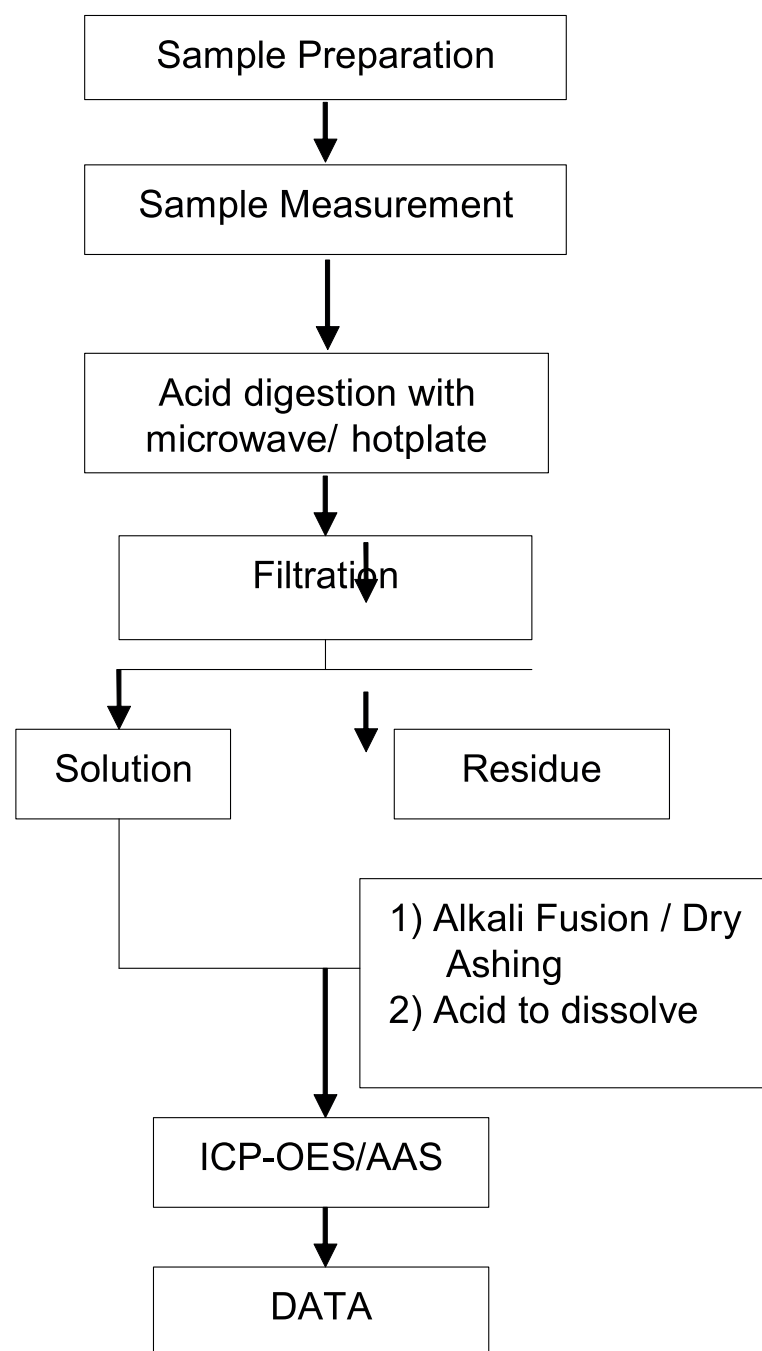 Sample Preparation
Sample Measurement
Acid digestion with
microwave/ hotplate
Filtration
Solution
Residue
1) Alkali Fusion / Dry
Ashing
2) Acid to dissolve
ICP-OES/AAS
DATA